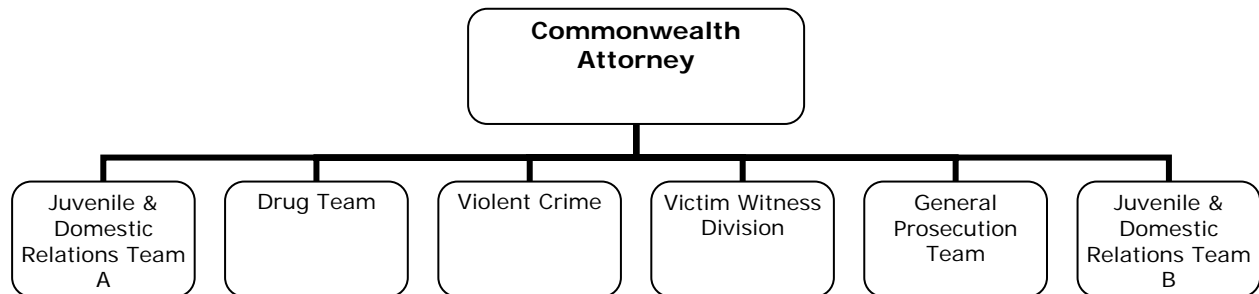 Commonwealth
Attorney
Juvenile &
Domestic
Relations Team
A
Drug Team
Violent Crime
Victim Witness
Division
General
Prosecution
Team
Juvenile &
Domestic
Relations Team
B